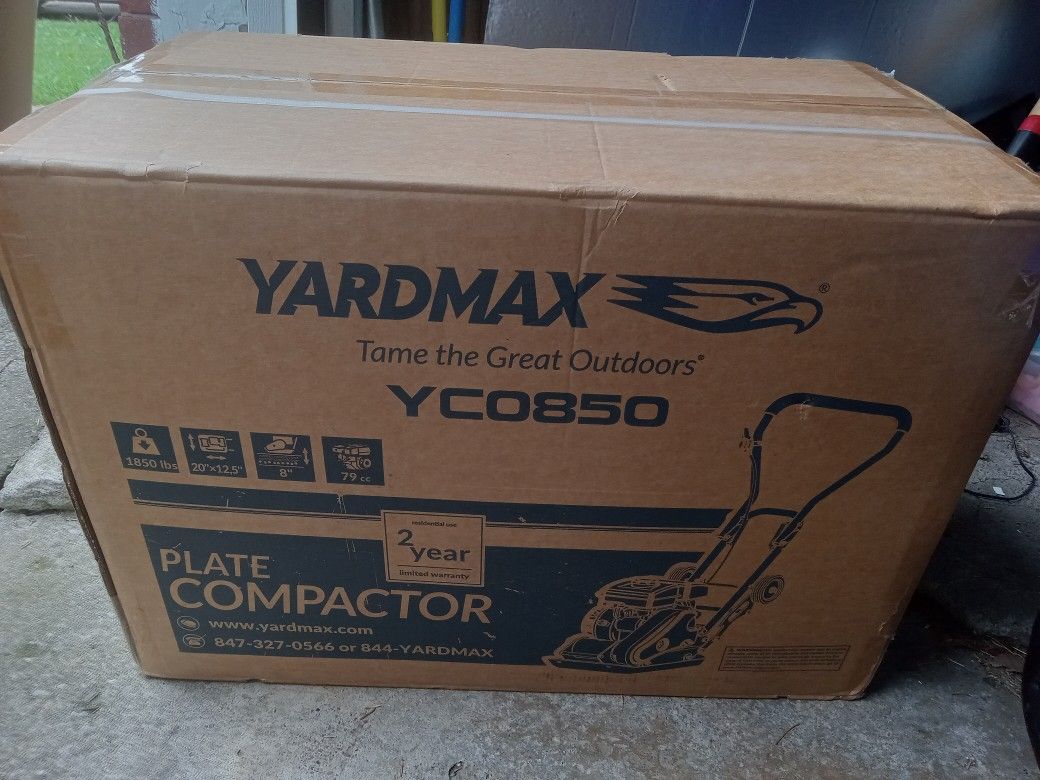 YARDMAX®
Tame the Great Outdoors®
YC0850
1850 lbs 20"x12.5" 8" 79 cc
residential use
2 year
limited warranty
PLATE
COMPACTOR
www.yardmax.com
847-327-0566 or 844-YARDMAX